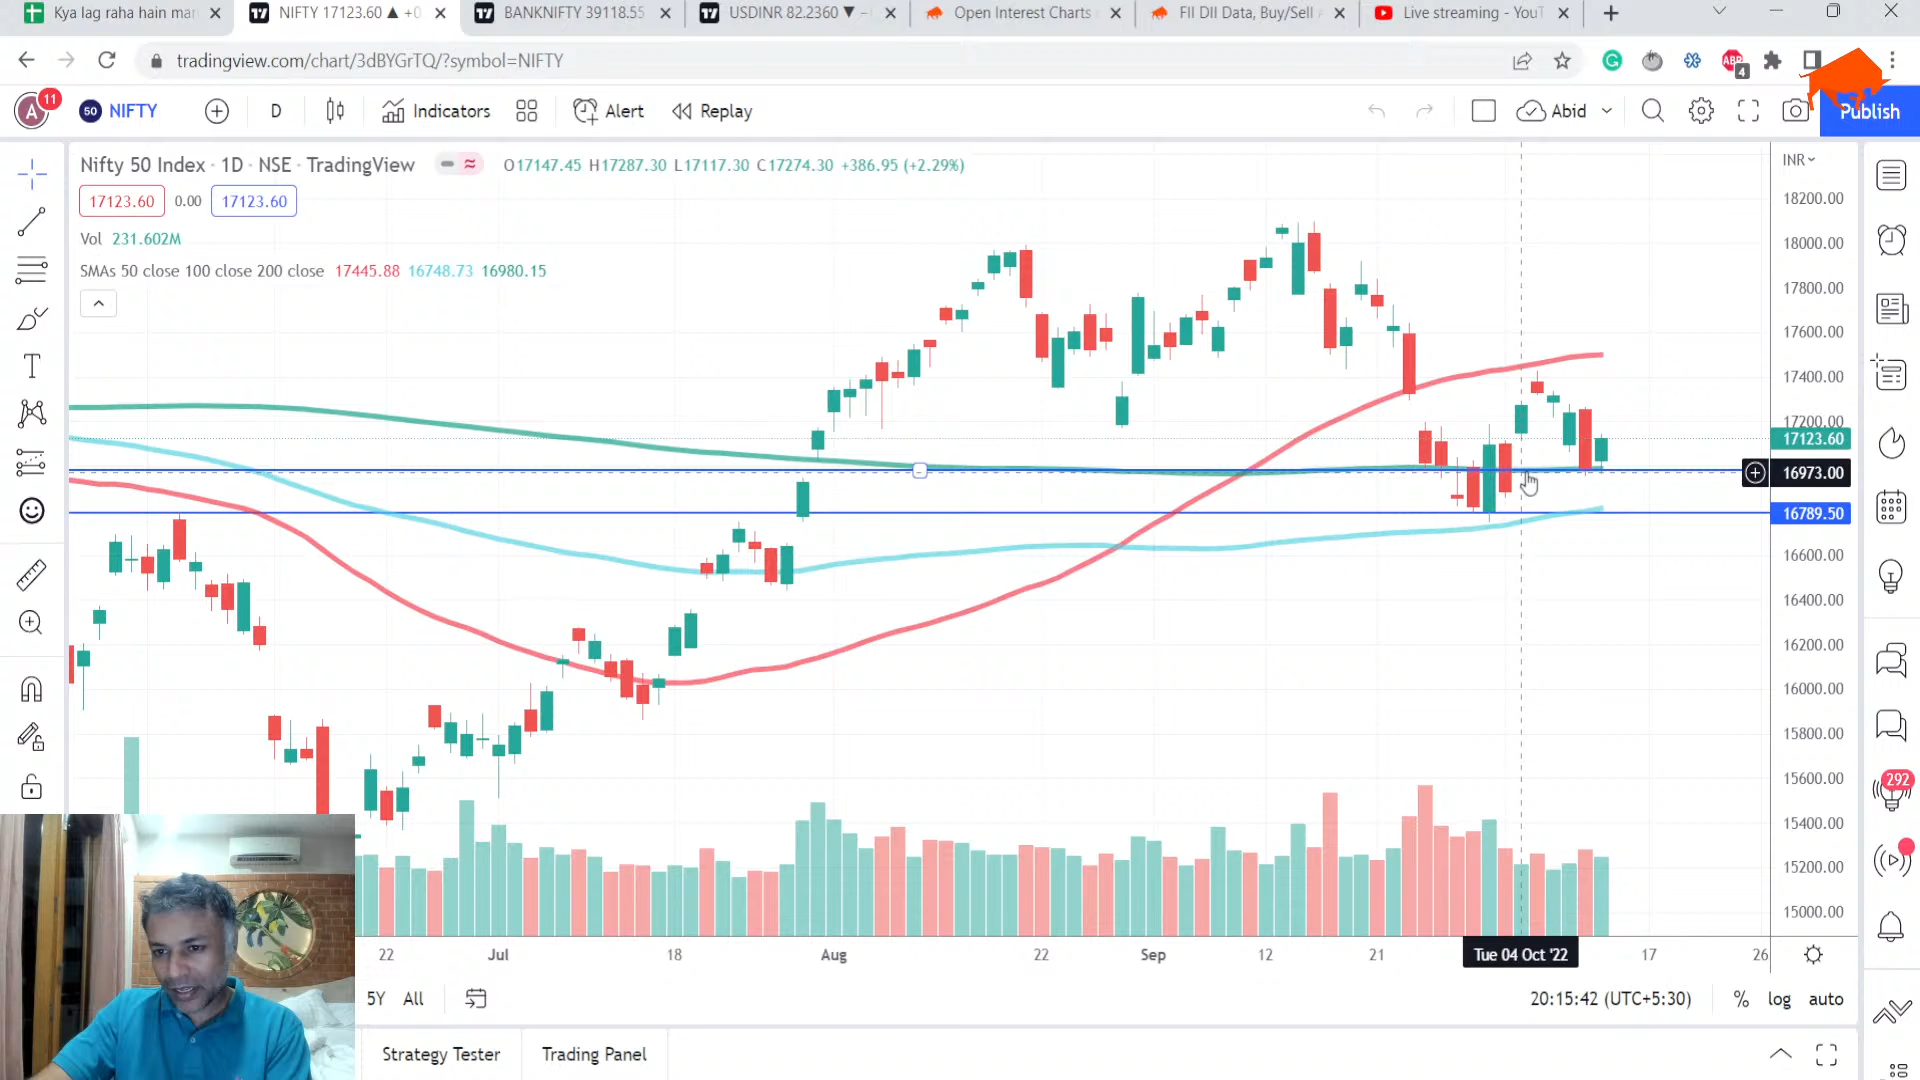 Kya lag raha hain mar
NIFTY 17123.60 ▲ +0
BANKNIFTY 39118.55
USDINR 82.2360 ▼ −
Open Interest Charts
FII DII Data, Buy/Sell
Live streaming - YouT
tradingview.com/chart/3dBYGrTQ/?symbol=NIFTY
ABP
4
A
11
50
NIFTY
D
Indicators
Alert
Replay
Abid
Publish
Nifty 50 Index · 1D · NSE · TradingView
O17147.45 H17287.30 L17117.30 C17274.30 +386.95 (+2.29%)
INR
17123.60
0.00
17123.60
Vol 231.602M
SMAs 50 close 100 close 200 close 17445.88 16748.73 16980.15
18200.00
18000.00
17800.00
17600.00
17400.00
17200.00
17123.60
16973.00
16789.50
16600.00
16400.00
16200.00
16000.00
15800.00
15600.00
15400.00
15200.00
15000.00
292
22
Jul
18
Aug
22
Sep
12
21
Tue 04 Oct '22
17
26
5Y
All
20:15:42 (UTC+5:30)
%
log
auto
Strategy Tester
Trading Panel